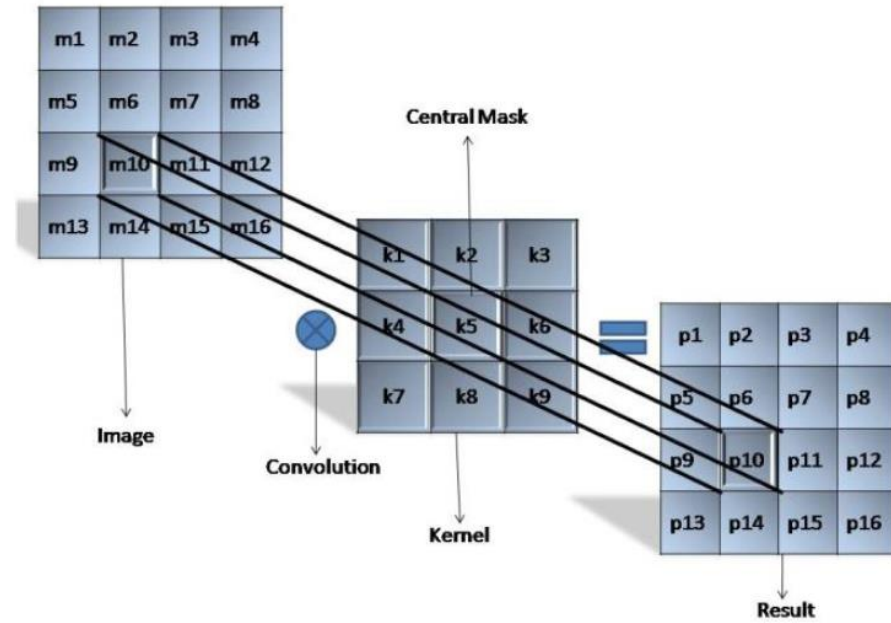 m1 m2 m3 m4
m5 m6 m7 m8
m9 m10 m11 m12
m13 m14 m15 m16
Image
Central Mask
k1 k2 k3
k4 k5 k6
k7 k8 k9
Convolution
Kernel
p1 p2 p3 p4
p5 p6 p7 p8
p9 p10 p11 p12
p13 p14 p15 p16
Result